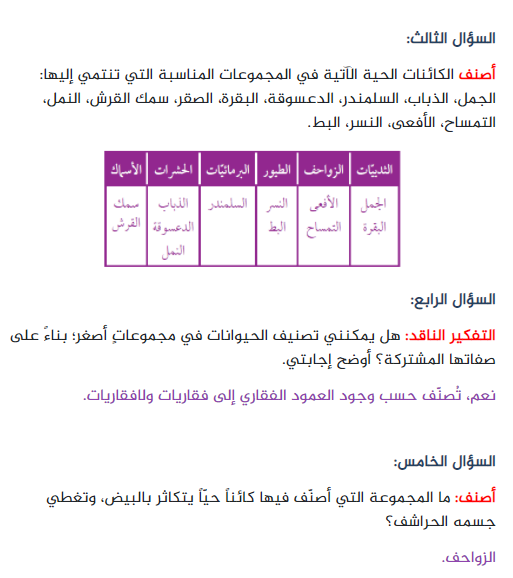 السؤال الثالث:
أصنف الكائنات الحية الآتية في المجموعات المناسبة التي تنتمي إليها:
الجمل، الذباب، السلمندر، الدعسوقة، البقرة، الصقر، سمك القرش، النمل،
التمساح، الأفعى، النسر، البط.
الثدييّات الزواحف الطيور البرمائيّات الحشرات الأسماك
الجمل الأفعى النسر السلمندر الذباب سمك
البقرة التمساح البط الدعسوقة القرش
النمل
السؤال الرابع:
التفكير الناقد: هل يمكنني تصنيف الحيوانات في مجموعاتٍ أصغر؛ بناءً على
صفاتها المشتركة؟ أوضح إجابتي.
نعم، تُصنّف حسب وجود العمود الفقاري إلى فقاريات ولافقاريات.
السؤال الخامس:
أصنف: ما المجموعة التي أصنّف فيها كائناً حيّاً يتكاثر بالبيض، وتغطي
جسمه الحراشف؟
الزواحف.